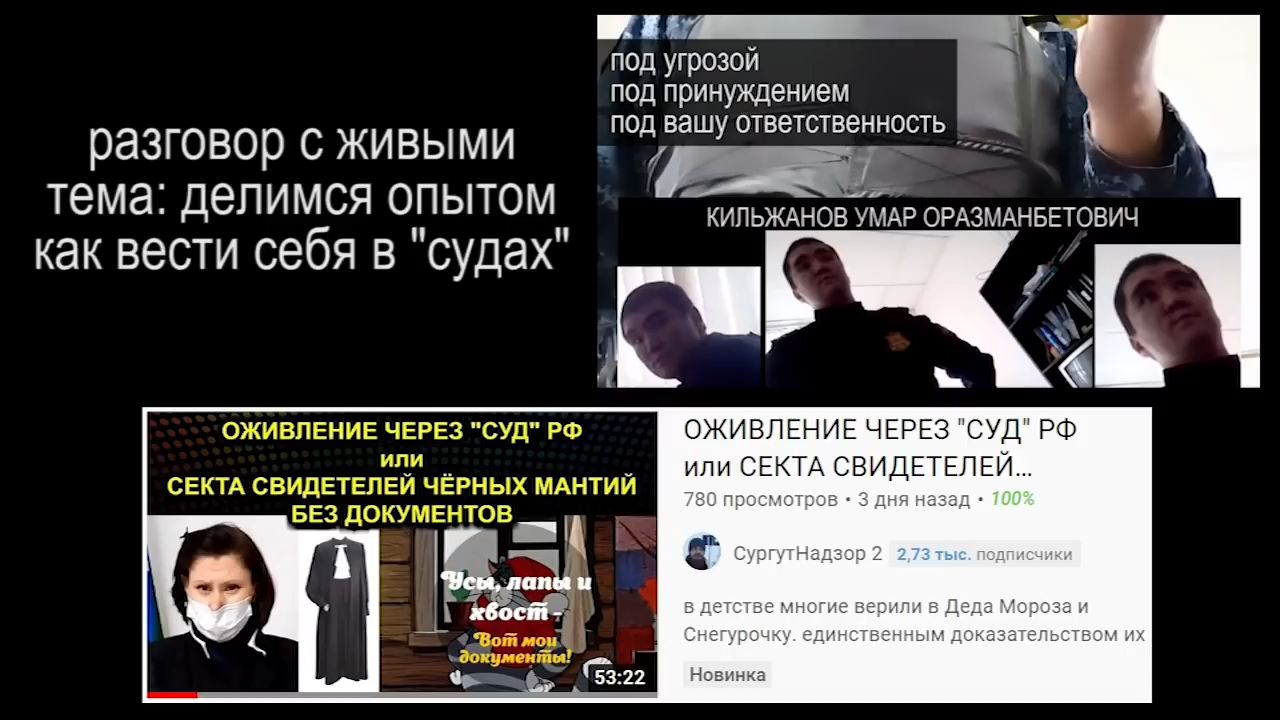 разговор с живыми
тема: делимся опытом
как вести себя в "судах"
под угрозой
под принуждением
под вашу ответственность
КИЛЬЖАНОВ УМАР ОРАЗМАНБЕТОВИЧ
ОЖИВЛЕНИЕ ЧЕРЕЗ "СУД" РФ
или
СЕКТА СВИДЕТЕЛЕЙ ЧЁРНЫХ МАНТИЙ
БЕЗ ДОКУМЕНТОВ
Усы, лапы и
хвост -
Вот мои
документы!
53:22
ОЖИВЛЕНИЕ ЧЕРЕЗ "СУД" РФ
или СЕКТА СВИДЕТЕЛЕЙ...
780 просмотров • 3 дня назад • 100%
СургутНадзор 2 2,73 тыс. подписчики
в детстве многие верили в Деда Мороза и
Снегурочку. единственным доказательством их
Новинка